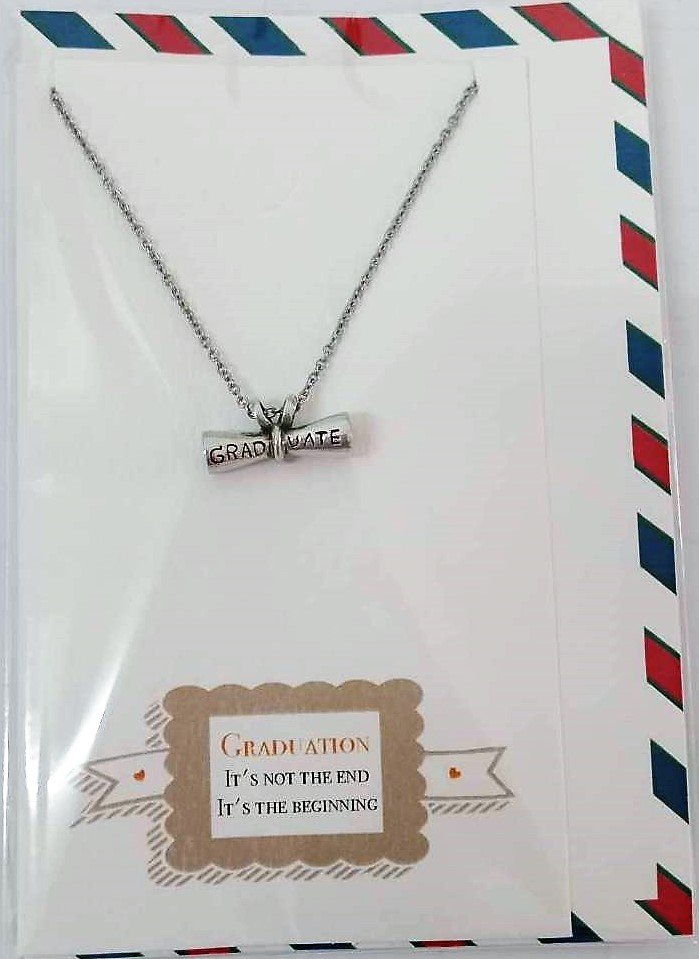 GRADUATE
GRADUATION
IT'S NOT THE END
IT'S THE BEGINNING